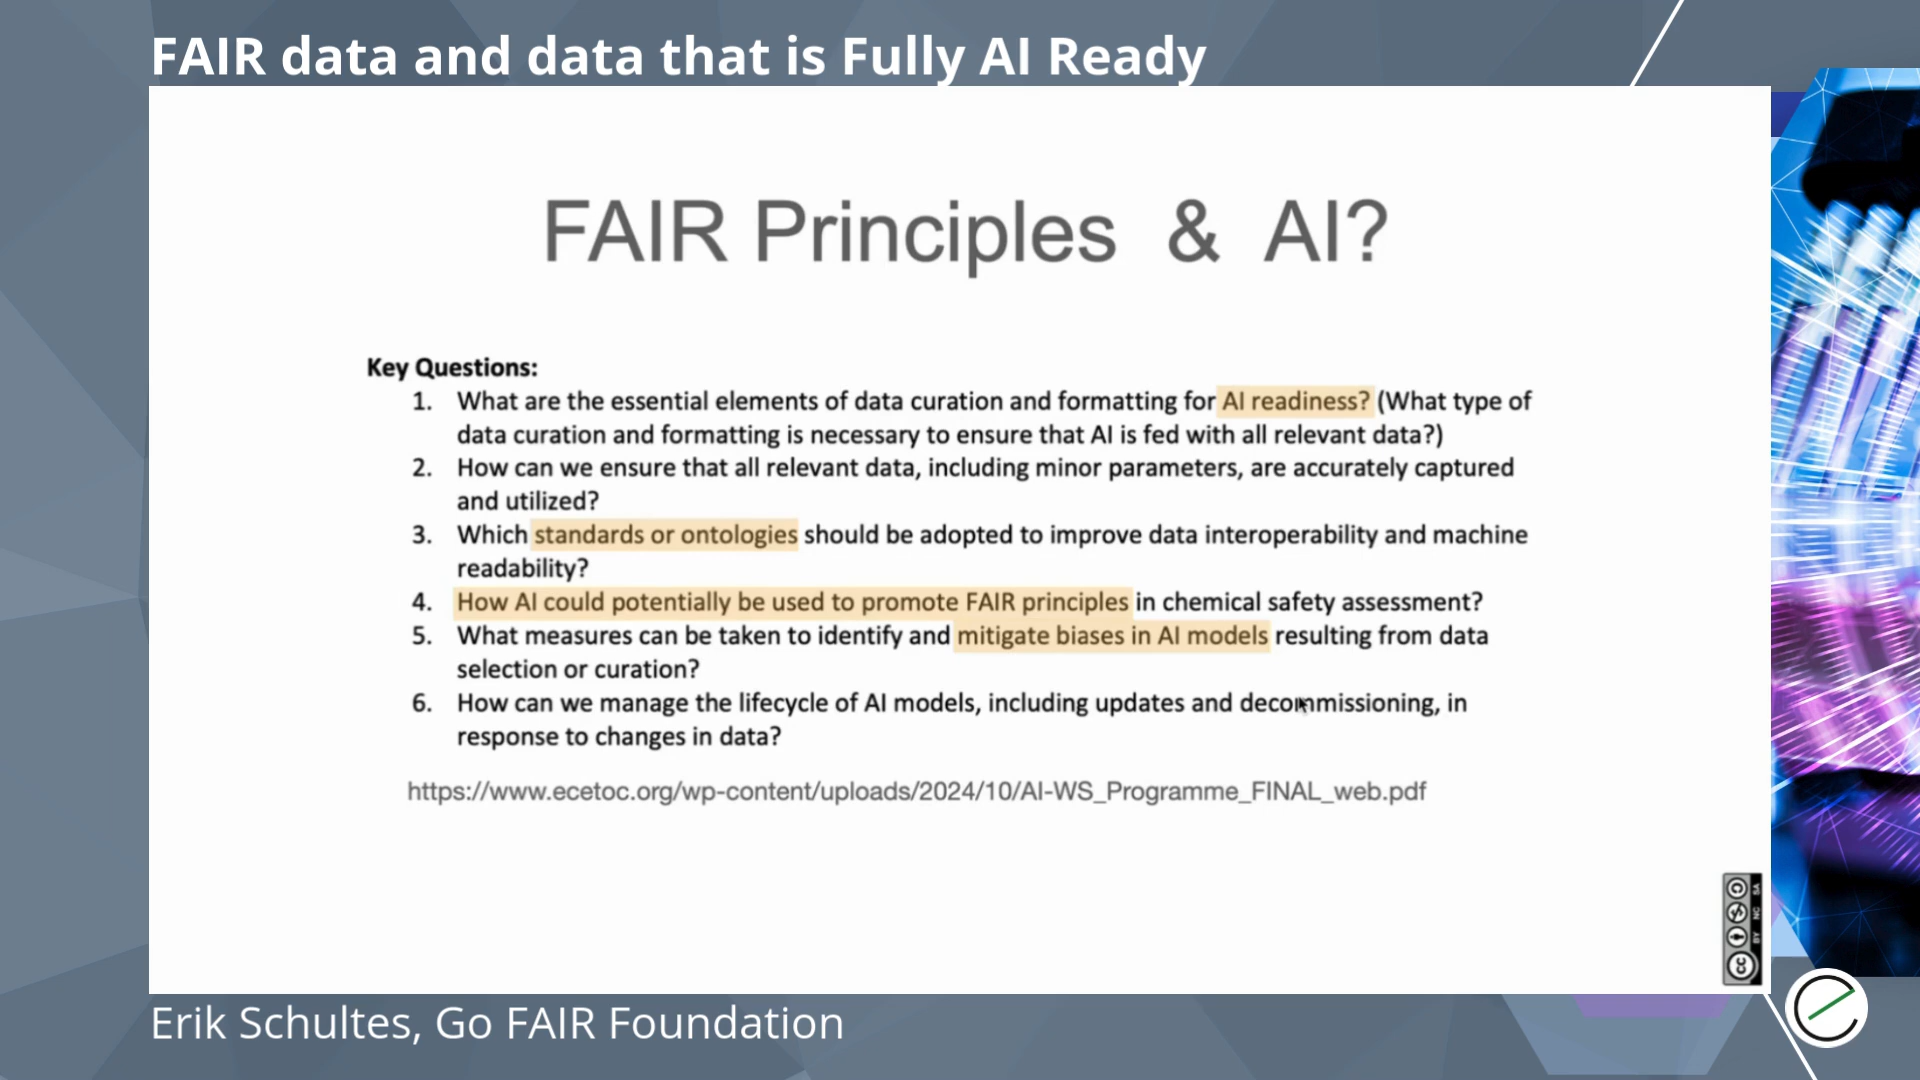 FAIR data and data that is Fully AI Ready
FAIR Principles & AI?
Key Questions:
1. What are the essential elements of data curation and formatting for AI readiness? (What type of
data curation and formatting is necessary to ensure that AI is fed with all relevant data?)
2. How can we ensure that all relevant data, including minor parameters, are accurately captured
and utilized?
3. Which standards or ontologies should be adopted to improve data interoperability and machine
readability?
4. How AI could potentially be used to promote FAIR principles in chemical safety assessment?
5. What measures can be taken to identify and mitigate biases in AI models resulting from data
selection or curation?
6. How can we manage the lifecycle of AI models, including updates and decommissioning, in
response to changes in data?
https://www.ecetoc.org/wp-content/uploads/2024/10/AI-WS_Programme_FINAL_web.pdf
cc BY NC SA
Erik Schultes, Go FAIR Foundation